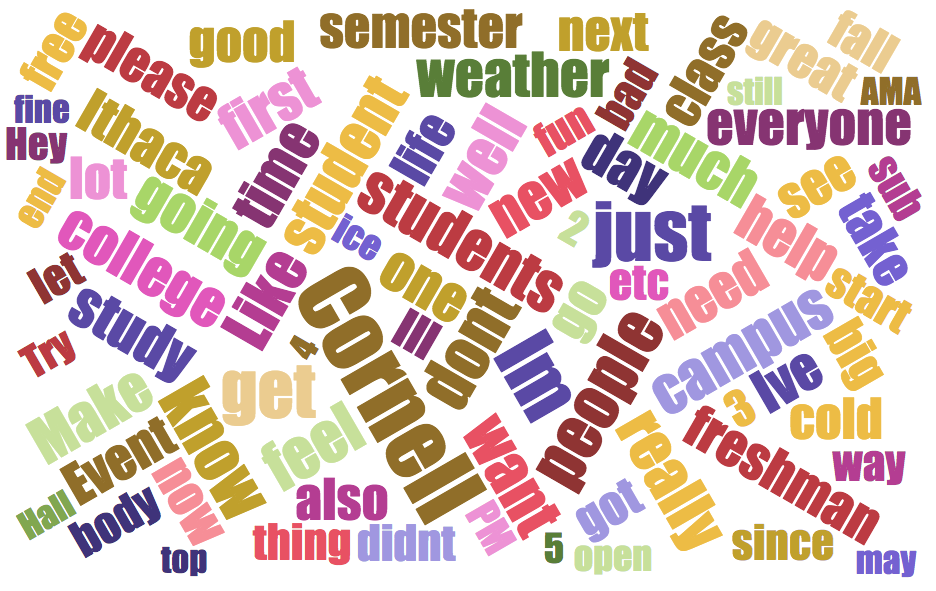 free
please
good
semester
next
class
great
fall
weather
bad
still
AMA
fine
Hey
Ithaca
first
student
life
well
fun
everyone
lot
time
day
much
see
sub
end
going
students
new
2
just
take
college
ice
help
let
Like
one
etc
start
study
Cornell
Ill
dont
go
need
Try
4
Im
people
campus
big
Make
know
get
Ive
3
cold
Event
feel
want
really
freshman
way
Hall
body
now
also
PM
got
top
thing
didnt
5
open
since
may